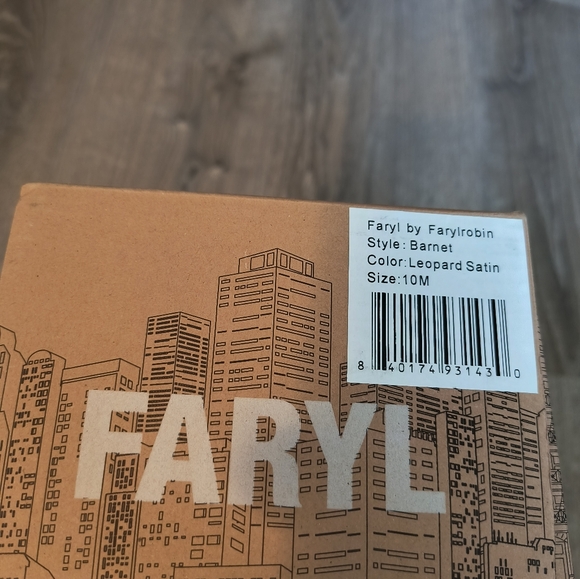 Faryl by Farylrobin
Style: Barnet
Color:Leopard Satin
Size:10M
8 40174 93143 0
FARYL